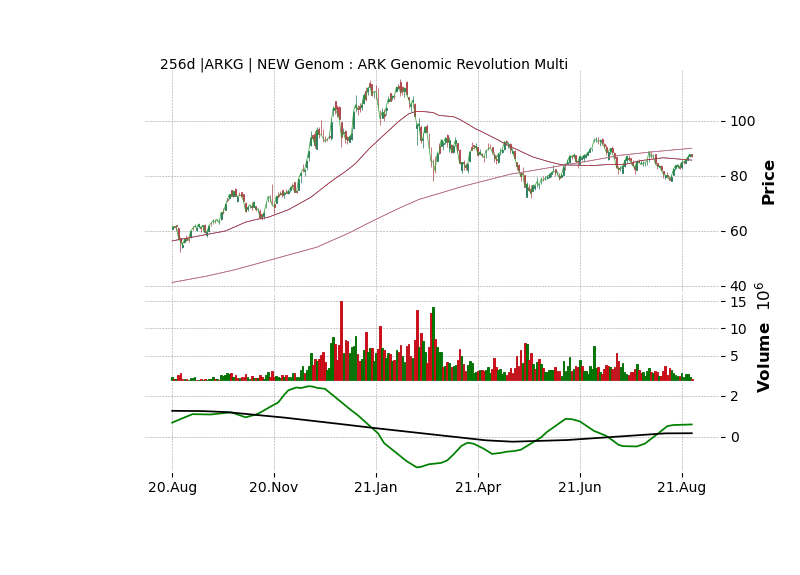 256d |ARKG | NEW Genom : ARK Genomic Revolution Multi
100
80
60
40
Price
15
10
5
Volume 10^6
2
0
20.Aug 20.Nov 21.Jan 21.Apr 21.Jun 21.Aug